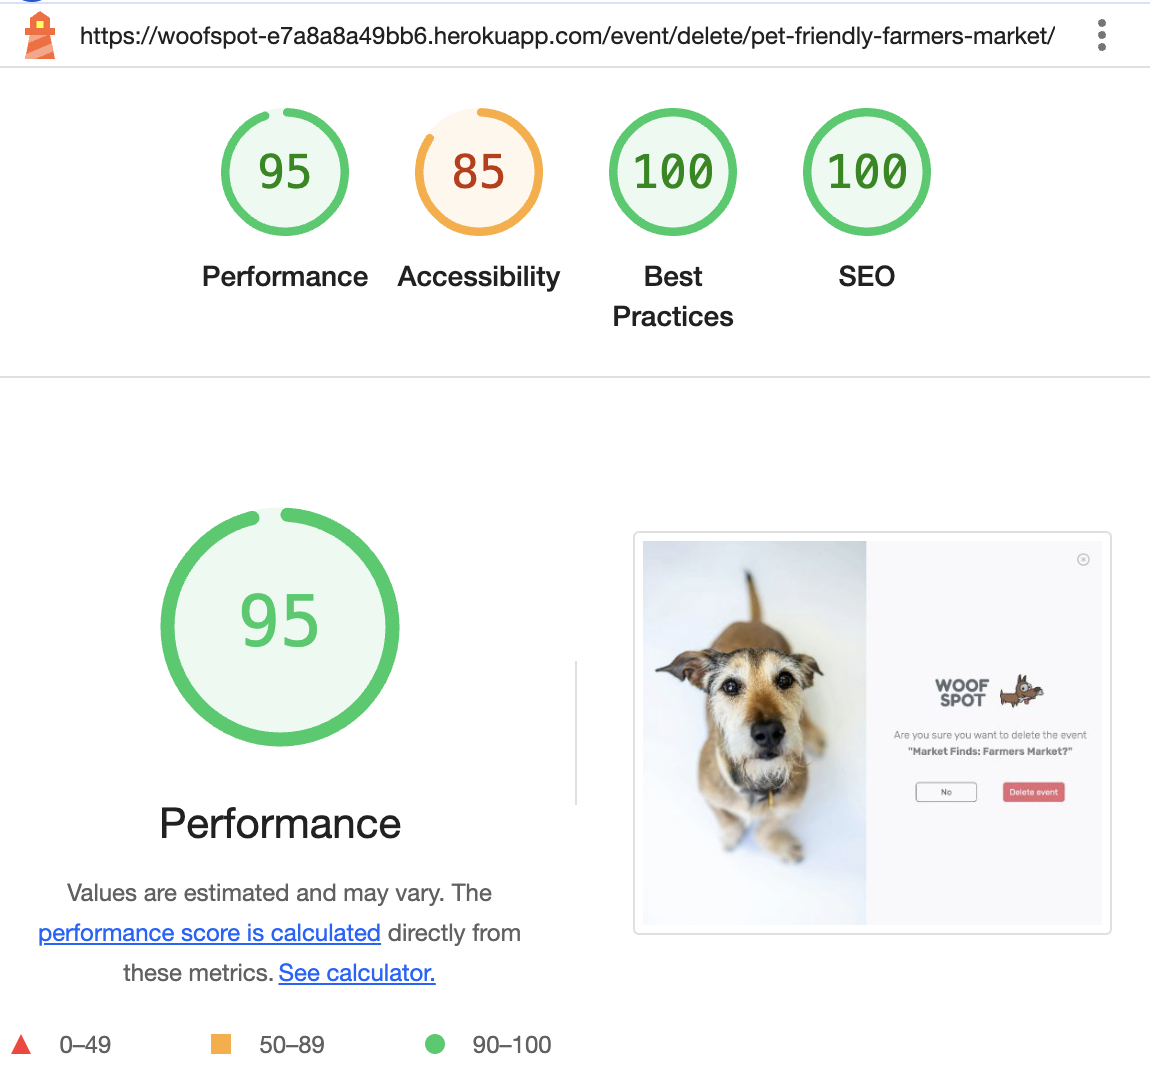 https://woofspot-e7a8a8a49bb6.herokuapp.com/event/delete/pet-friendly-farmers-market/
95
85
100
100
Performance
Accessibility
Best
Practices
SEO
95
Performance
Values are estimated and may vary. The
performance score is calculated directly from
these metrics. See calculator.
0–49
50–89
90–100
WOOF
SPOT
Are you sure you want to delete the event
"Market Finds: Farmers Market?"
No
Delete event